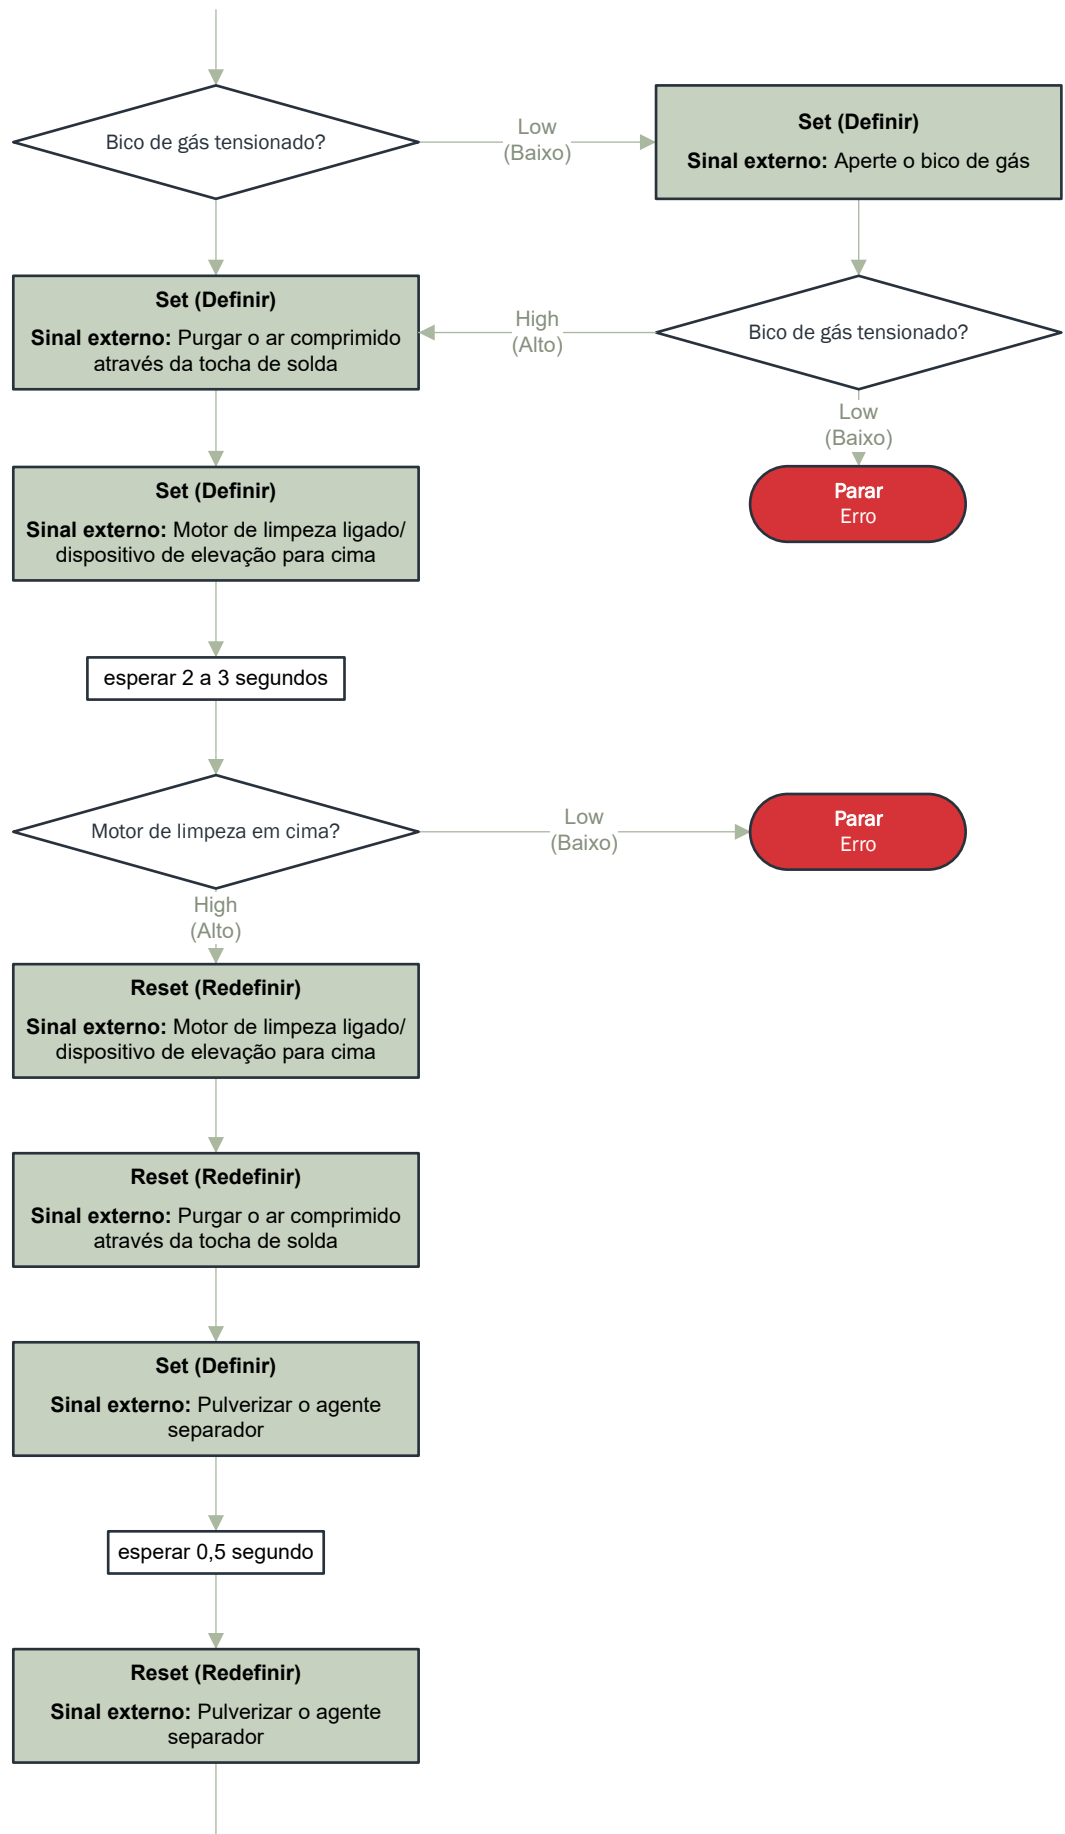 Bico de gás tensionado?
Low
(Baixo)
Set (Definir)
Sinal externo: Aperte o bico de gás
Set (Definir)
Sinal externo: Purgar o ar comprimido
através da tocha de solda
High
(Alto)
Bico de gás tensionado?
Low
(Baixo)
Parar
Erro
Set (Definir)
Sinal externo: Motor de limpeza ligado/
dispositivo de elevação para cima
esperar 2 a 3 segundos
Motor de limpeza em cima?
Low
(Baixo)
Parar
Erro
High
(Alto)
Reset (Redefinir)
Sinal externo: Motor de limpeza ligado/
dispositivo de elevação para cima
Reset (Redefinir)
Sinal externo: Purgar o ar comprimido
através da tocha de solda
Set (Definir)
Sinal externo: Pulverizar o agente
separador
esperar 0,5 segundo
Reset (Redefinir)
Sinal externo: Pulverizar o agente
separador